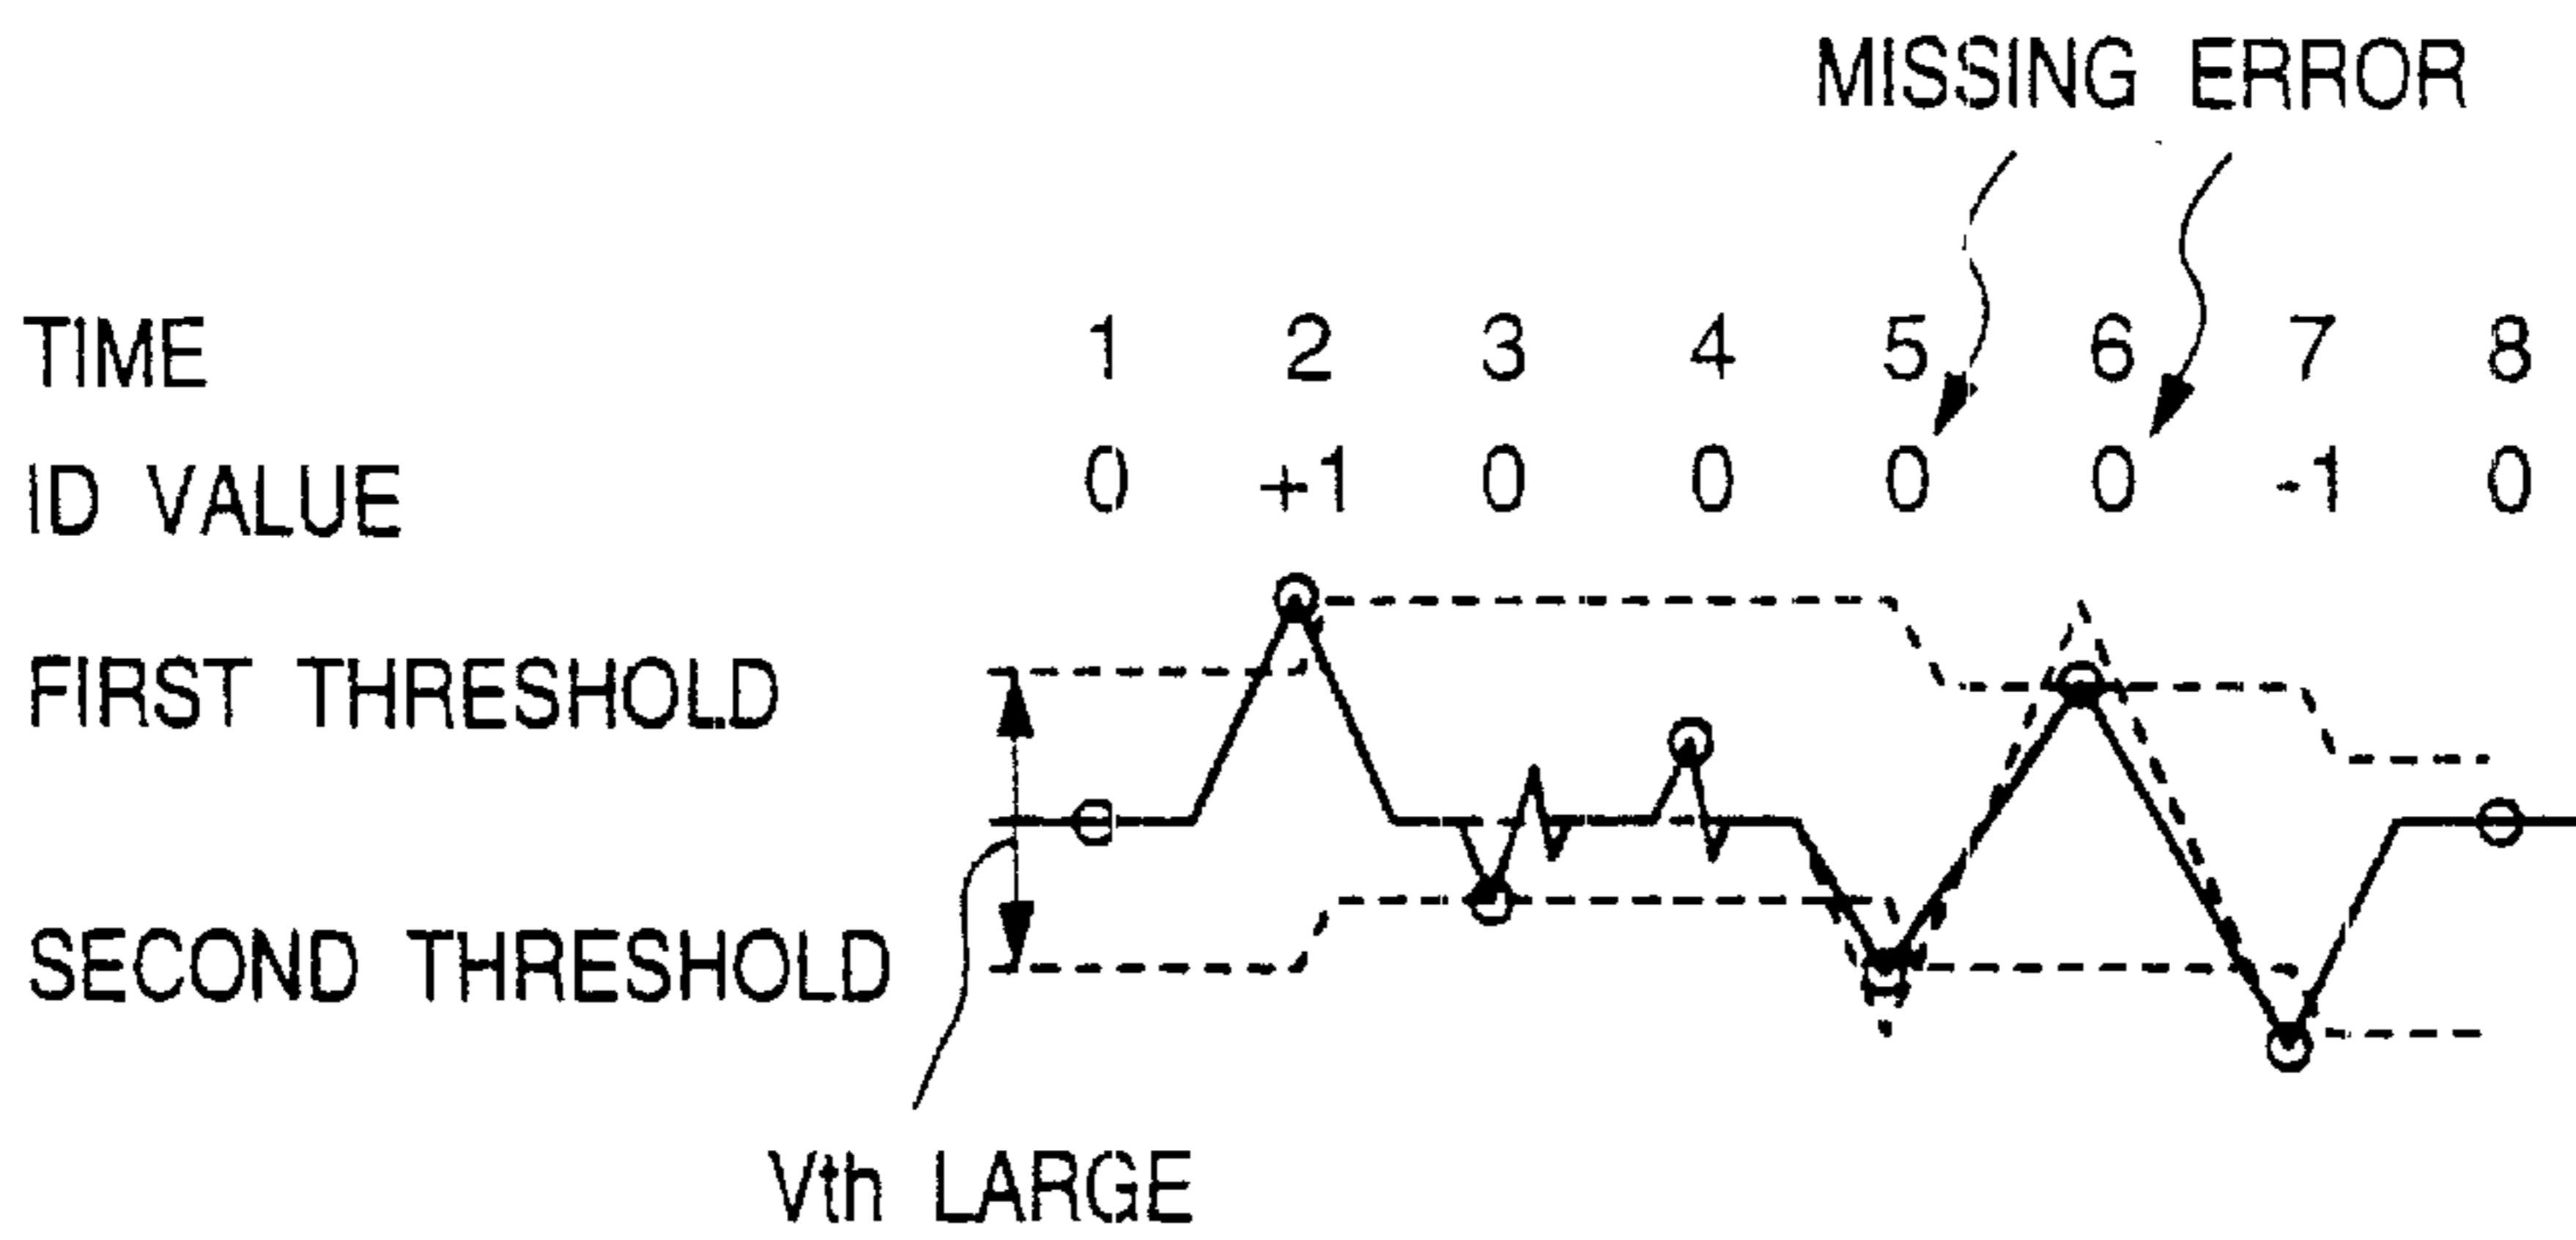 MISSING ERROR
TIME 1 2 3 4 5 6 7 8
ID VALUE 0 +1 0 0 0 0 -1 0
FIRST THRESHOLD
SECOND THRESHOLD
Vth LARGE